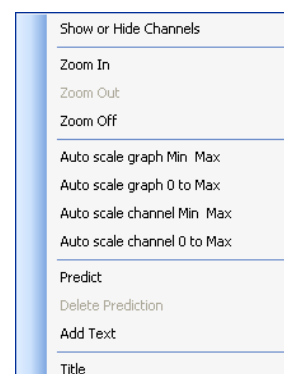 Show or Hide Channels
Zoom In
Zoom Out
Zoom Off
Auto scale graph Min  Max
Auto scale graph 0 to Max
Auto scale channel Min  Max
Auto scale channel 0 to Max
Predict
Delete Prediction
Add Text
Title